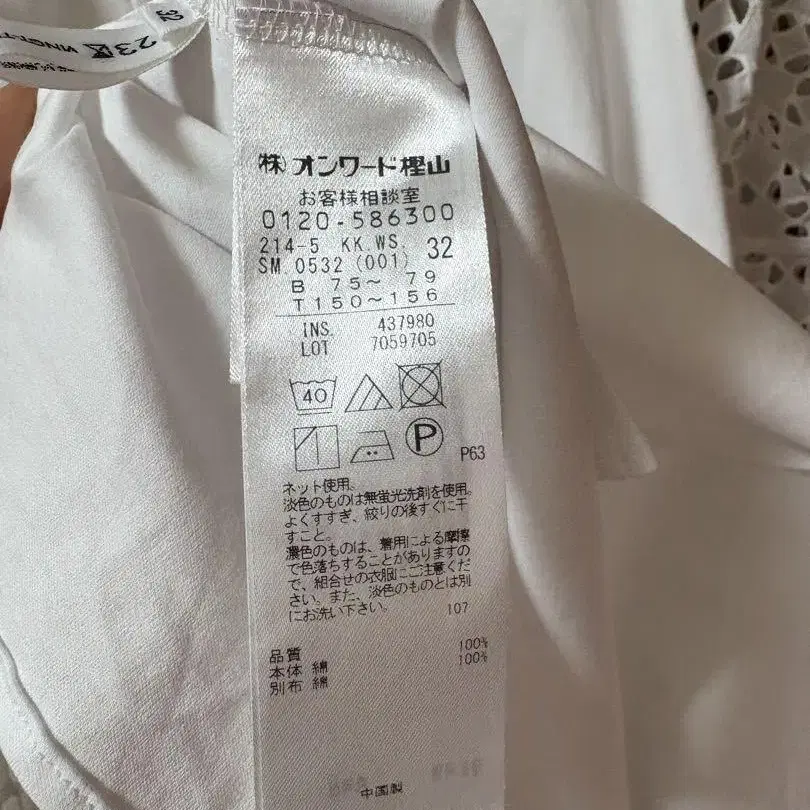 ㈱オンワード樫山
お客様相談室
0120-586300
214-5 KK.WS. 32
SM.0532 (001)
B 75～ 79
T150～156
INS. 437980
LOT 7059705
40
P
P63
ネット使用。
淡色のものは無蛍光洗剤を使用。
よくすすぎ、絞りの後すぐに干
すこと。
濃色のものは、着用による摩擦
で色落ちすることがありますの
で、組合せの衣服にご注意くだ
さい。また、淡色のものとは別
にお洗い下さい。
107
品質
本体 綿 100%
別布 綿 100%
中国製
32